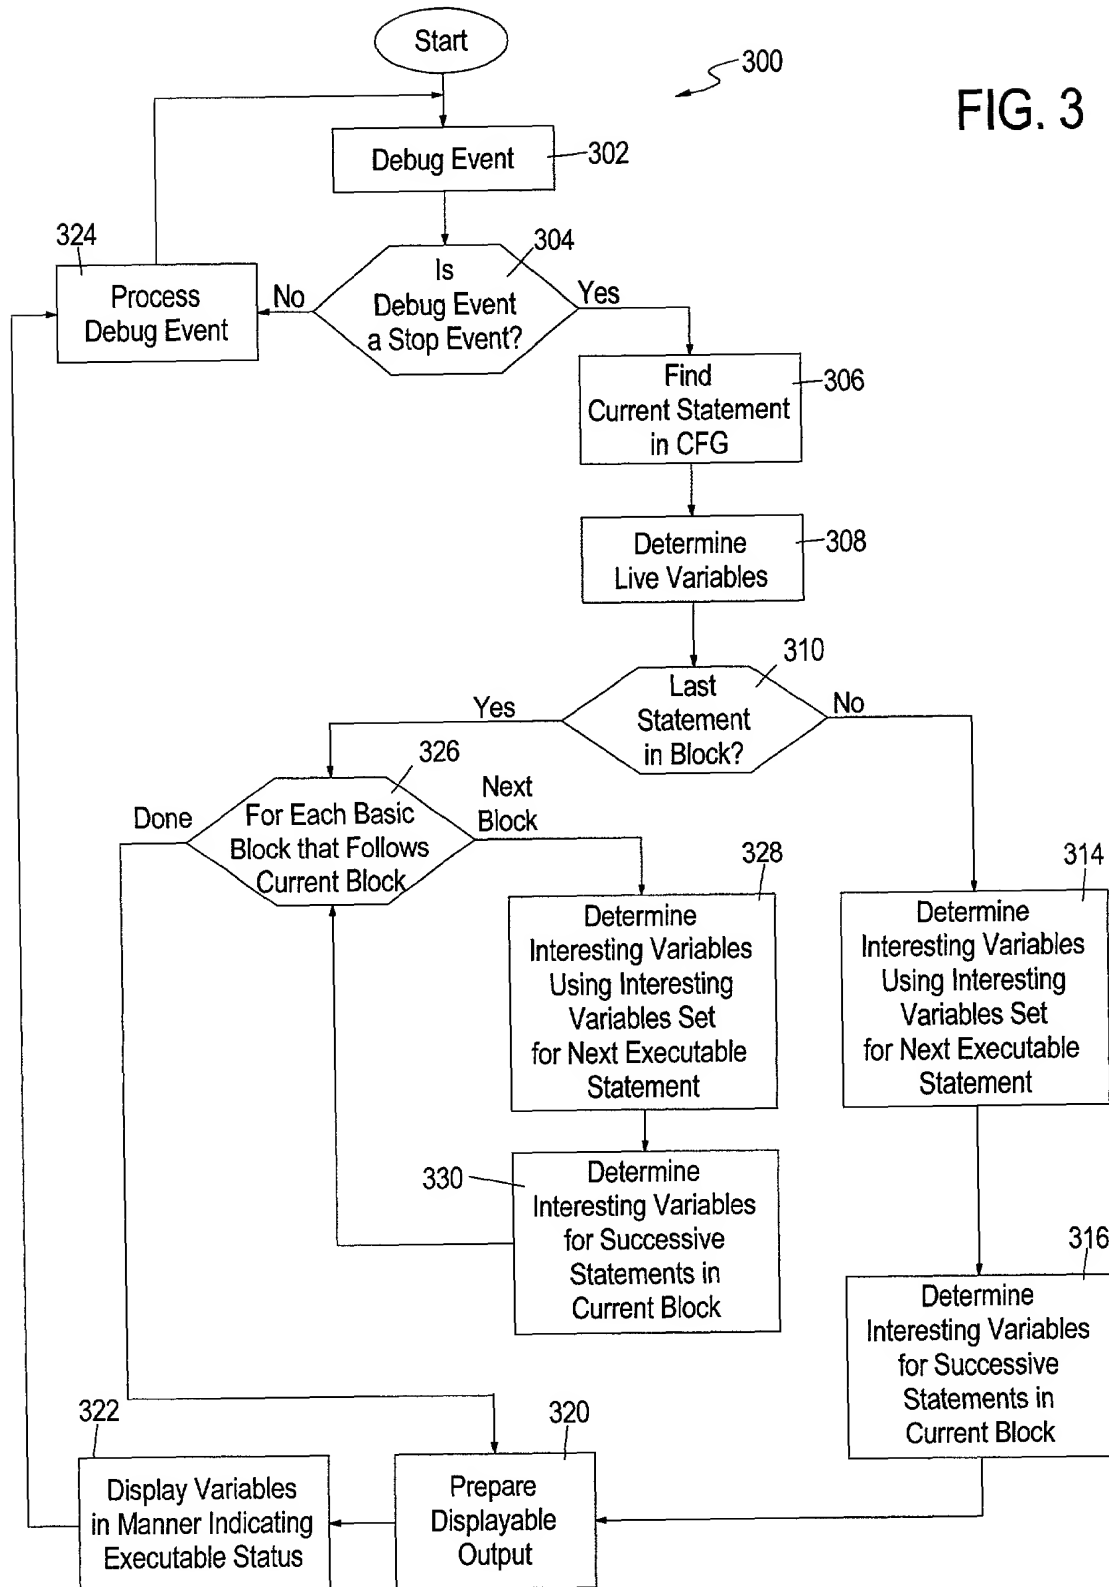 Start
300
FIG. 3
Debug Event
302
324
304
Is
Debug Event
a Stop Event?
No
Yes
Process
Debug Event
Find
Current Statement
in CFG
306
Determine
Live Variables
308
310
Last
Statement
in Block?
Yes
No
326
For Each Basic
Block that Follows
Current Block
Done
Next
Block
328
Determine
Interesting Variables
Using Interesting
Variables Set
for Next Executable
Statement
314
Determine
Interesting Variables
Using Interesting
Variables Set
for Next Executable
Statement
330
Determine
Interesting Variables
for Successive
Statements in
Current Block
316
Determine
Interesting Variables
for Successive
Statements in
Current Block
322
Display Variables
in Manner Indicating
Executable Status
320
Prepare
Displayable
Output